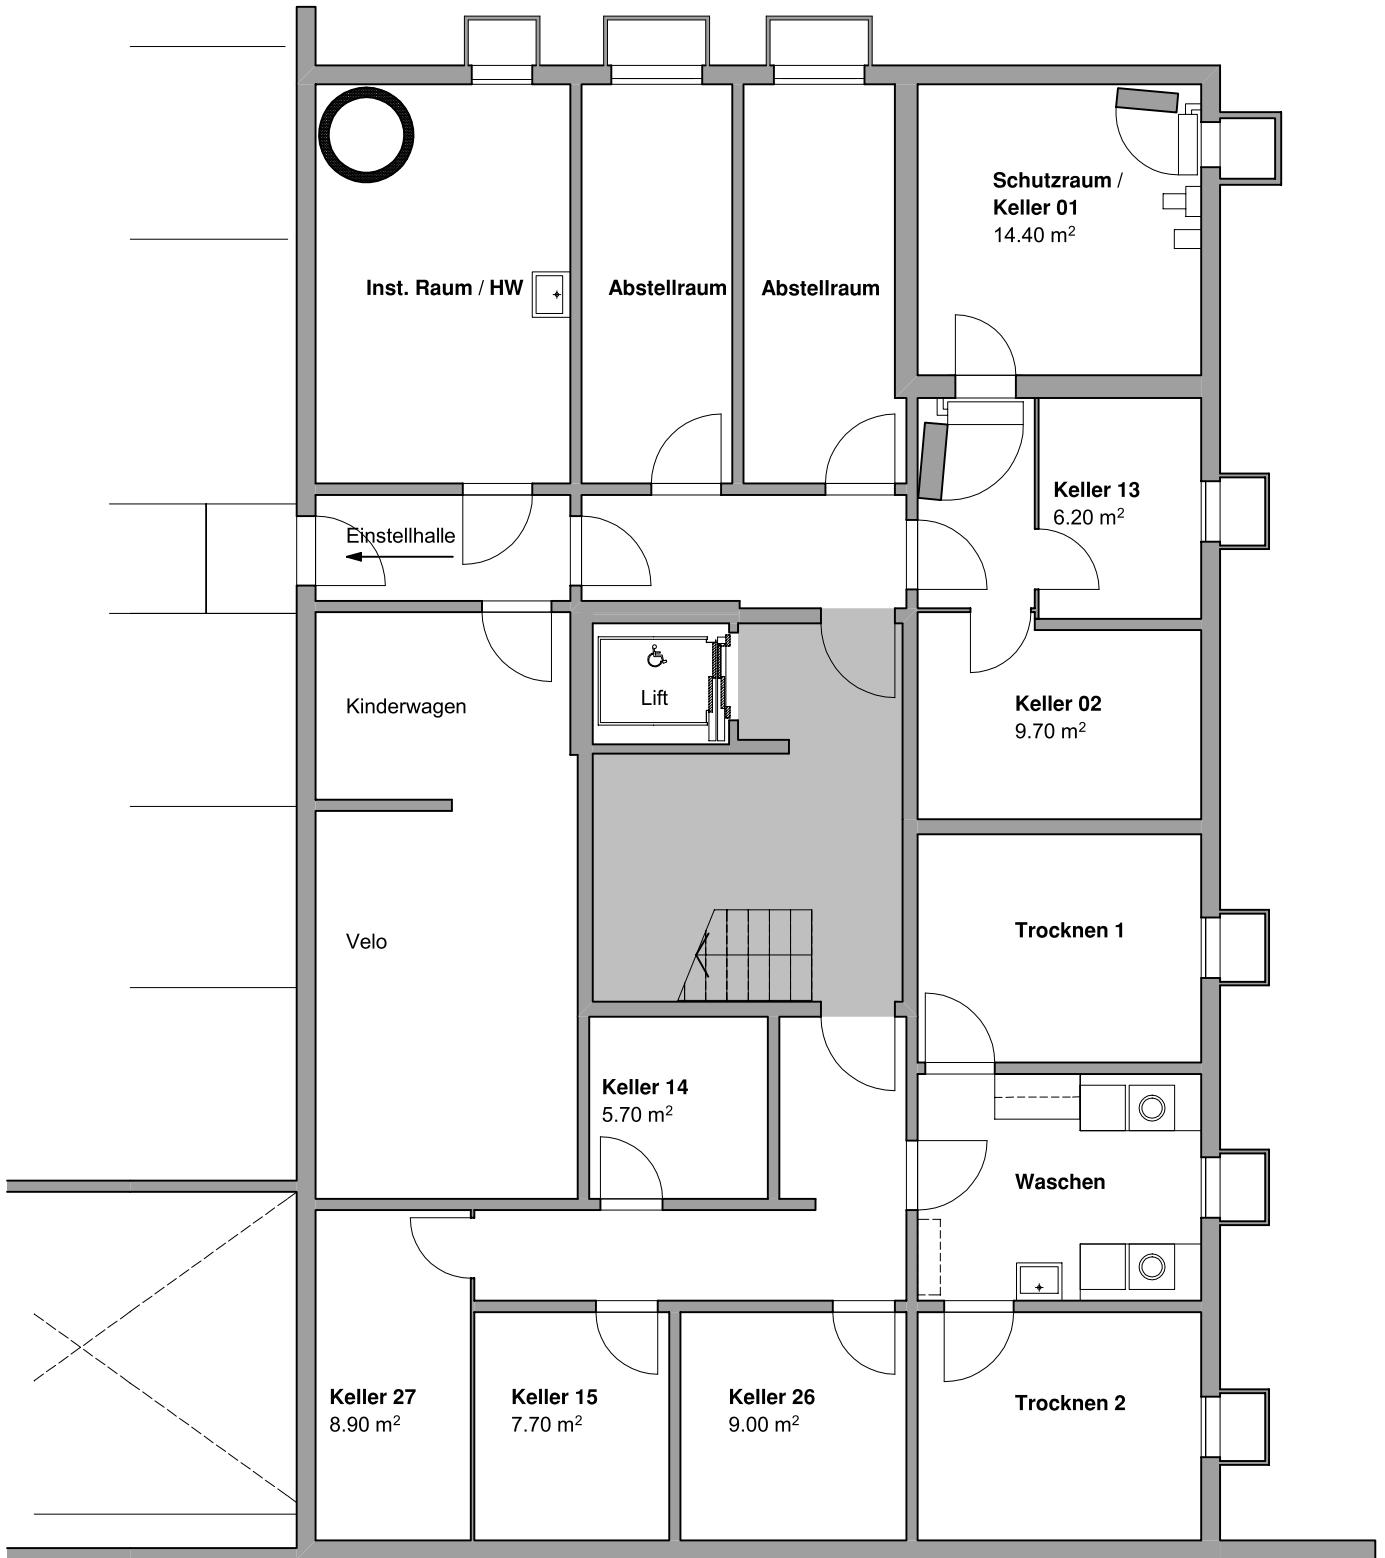 Schutzraum /
Keller 01
14.40 m²
Inst. Raum / HW
Abstellraum
Abstellraum
Keller 13
6.20 m²
Einstellhalle
Kinderwagen
Lift
Keller 02
9.70 m²
Velo
Trocknen 1
Keller 14
5.70 m²
Waschen
Keller 27
8.90 m²
Keller 15
7.70 m²
Keller 26
9.00 m²
Trocknen 2